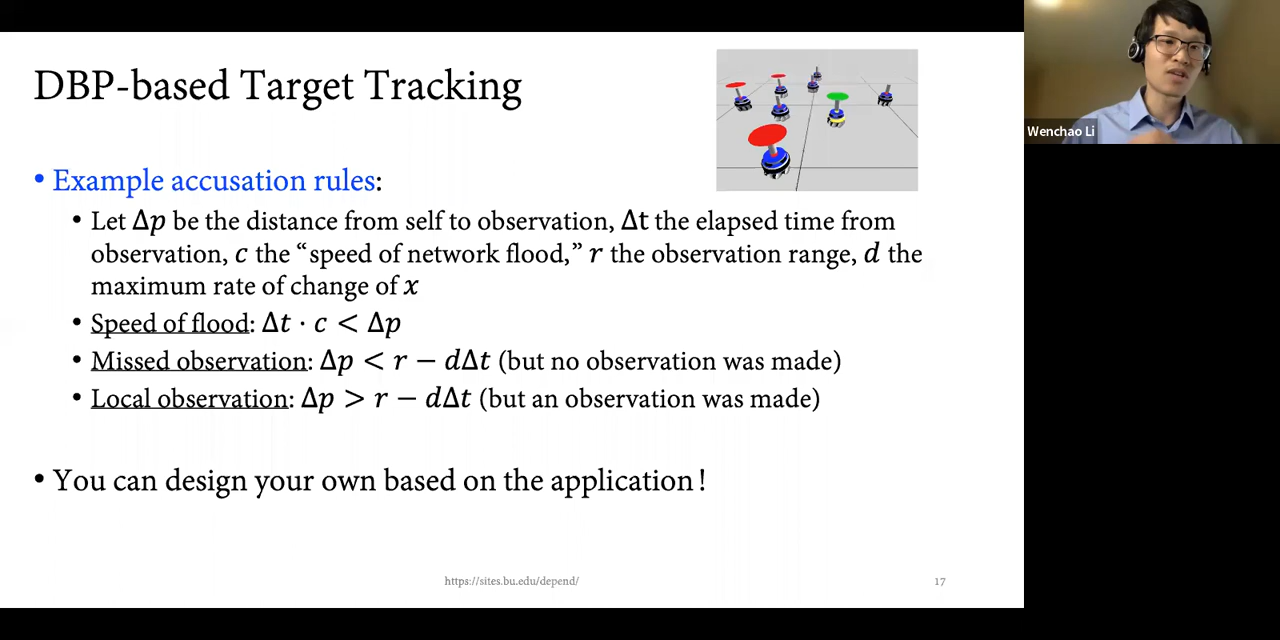 DBP-based Target Tracking
Wenchao Li
• Example accusation rules:
• Let Δp be the distance from self to observation, Δt the elapsed time from
observation, c the “speed of network flood,” r the observation range, d the
maximum rate of change of x
• Speed of flood: Δt · c < Δp
• Missed observation: Δp < r − dΔt (but no observation was made)
• Local observation: Δp > r − dΔt (but an observation was made)
• You can design your own based on the application!
https://sites.bu.edu/depend/
17